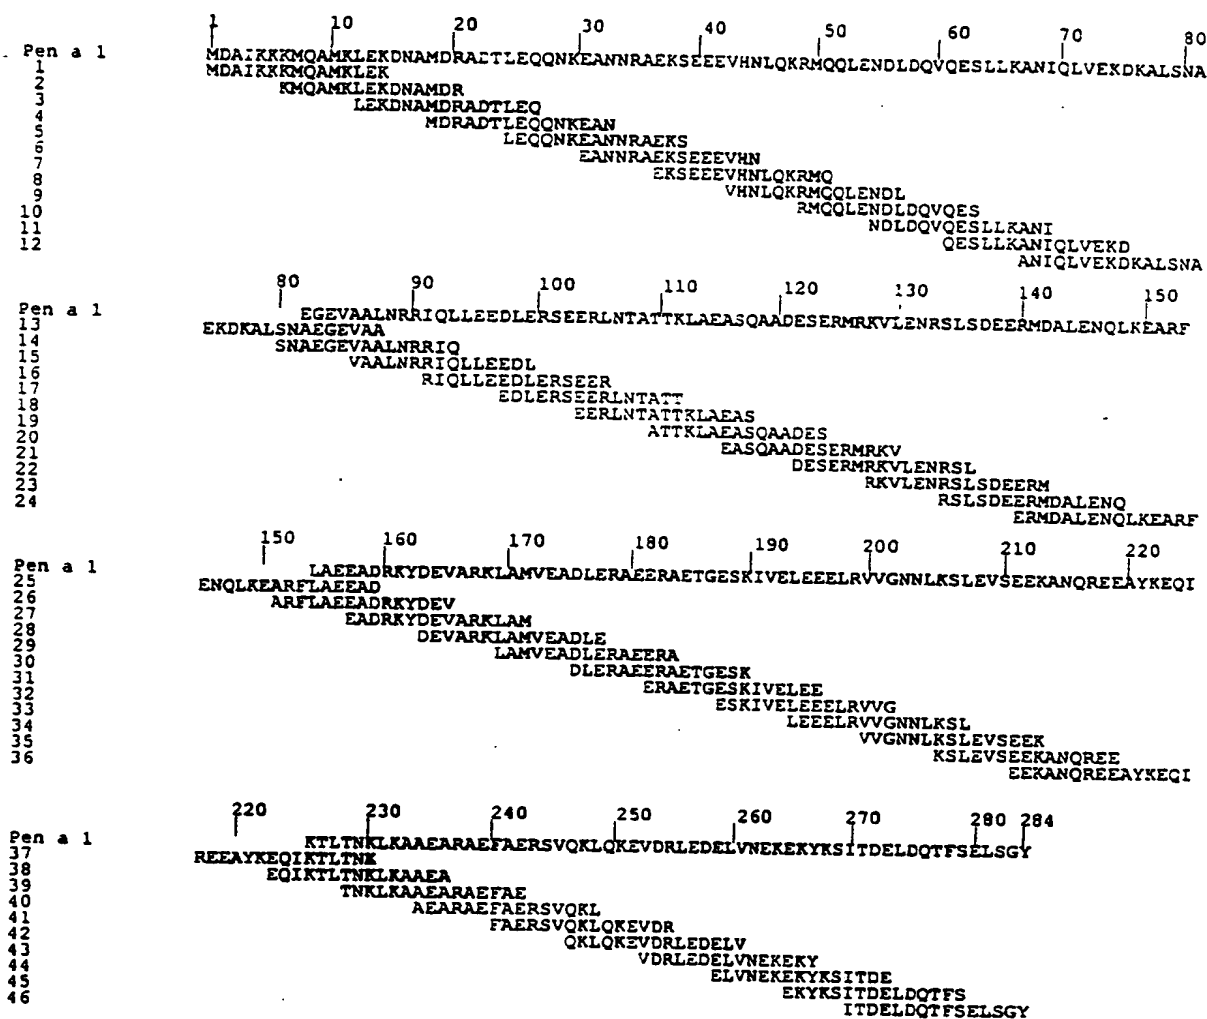 1 10 20 30 40 50 60 70 80
Pen a 1 MDAIKKKMQAMKLEKDNAMDRAETLEQQNKEANNRAEKSEEEVHNLQKRMQQLENDLDQVQESLLKANIQLVEKDKALSNA
1 MDAIKKKMQAMKLEK
2 KMQAMKLEKDNAMDR
3 LEKDNAMDRADTLEQ
4 MDRADTLEQQNKEAN
5 LEQQNKEANNRAEKS
6 EANNRAEKSEEEVHN
7 EKSEEEVHNLQKRMQ
8 VHNLQKRMQQLENDL
9 RMQQLENDLDQVQES
10 NDLDQVQESLLKANI
11 QESLLKANIQLVEKD
12 ANIQLVEKDKALSNA
80 90 100 110 120 130 140 150
Pen a 1 EGEVAALNRRIQLLEEDLERSEERLNTATTKLAEASQAADESERMRKVLENRSLSDEERMDALENQLKEARF
13 EKDKALSNAEGEVAA
14 SNAEGEVAALNRRIQ
15 VAALNRRIQLLEEDL
16 RIQLLEEDLERSEER
17 EDLERSEERLNTATT
18 EERLNTATTKLAEAS
19 ATTKLAEASQAADES
20 EASQAADESERMRKV
21 DESERMRKVLENRSL
22 RKVLENRSLSDEERM
23 RSLSDEERMDALENQ
24 ERMDALENQLKEARF
150 160 170 180 190 200 210 220
Pen a 1 LAEEADRKYDEVARKLAMVEADLERAEERAETGESKIVELEEELRVVGNNLKSLEVSEEKANQREEAYKEQI
25 ENQLKEARFLAEEAD
26 ARFLAEEADRKYDEV
27 EADRKYDEVARKLAM
28 DEVARKLAMVEADLE
29 LAMVEADLERAEERA
30 DLERAEERAETGESK
31 ERAETGESKIVELEE
32 ESKIVELEEELRVVG
33 LEEELRVVGNNLKSL
34 VVGNNLKSLEVSEEK
35 KSLEVSEEKANQREE
36 EEKANQREEAYKEQI
220 230 240 250 260 270 280 284
Pen a 1 KTLTNKLKAAEARAEFAERSVQKLQKEVDRLEDELVNEKEKYKSITDELDQTFSELSGY
37 REEAYKEQIKTLTNK
38 EQIKTLTNKLKAAEA
39 TNKLKAAEARAEFAE
40 AEARAEFAERSVQKL
41 FAERSVQKLQKEVDR
42 QKLQKEVDRLEDELV
43 VDRLEDELVNEKEKY
44 ELVNEKEKYKSITDE
45 EKYKSITDELDQTFS
46 ITDELDQTFSELSGY